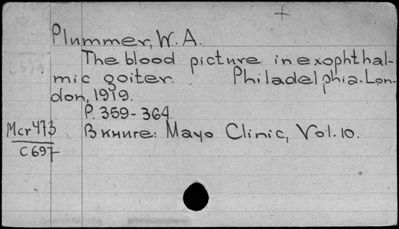 Plummer, W. A.
The blood picture in exophthal-
mic goiter. Philadelphia-Lon-
don, 1919.
P. 359-364.
Mcr 473
C 697
В книге: Mayo Clinic, Vol. 10.